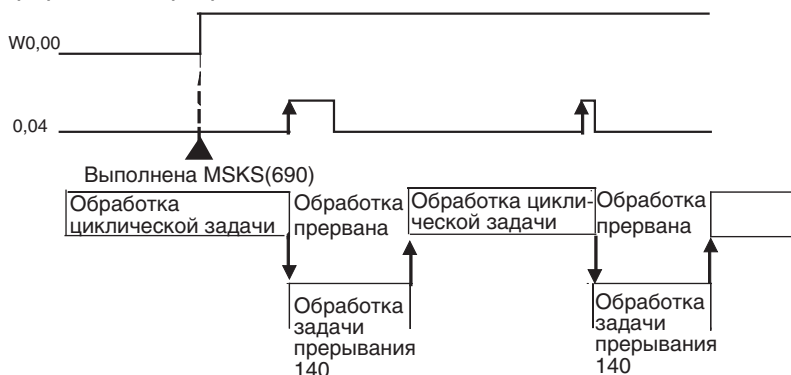 W0,00
0,04
Выполнена MSKS(690)
Обработка
циклической задачи
Обработка
прервана
Обработка цикли-
ческой задачи
Обработка
прервана
Обработка
задачи
прерывания
140
Обработка
задачи
прерывания
140